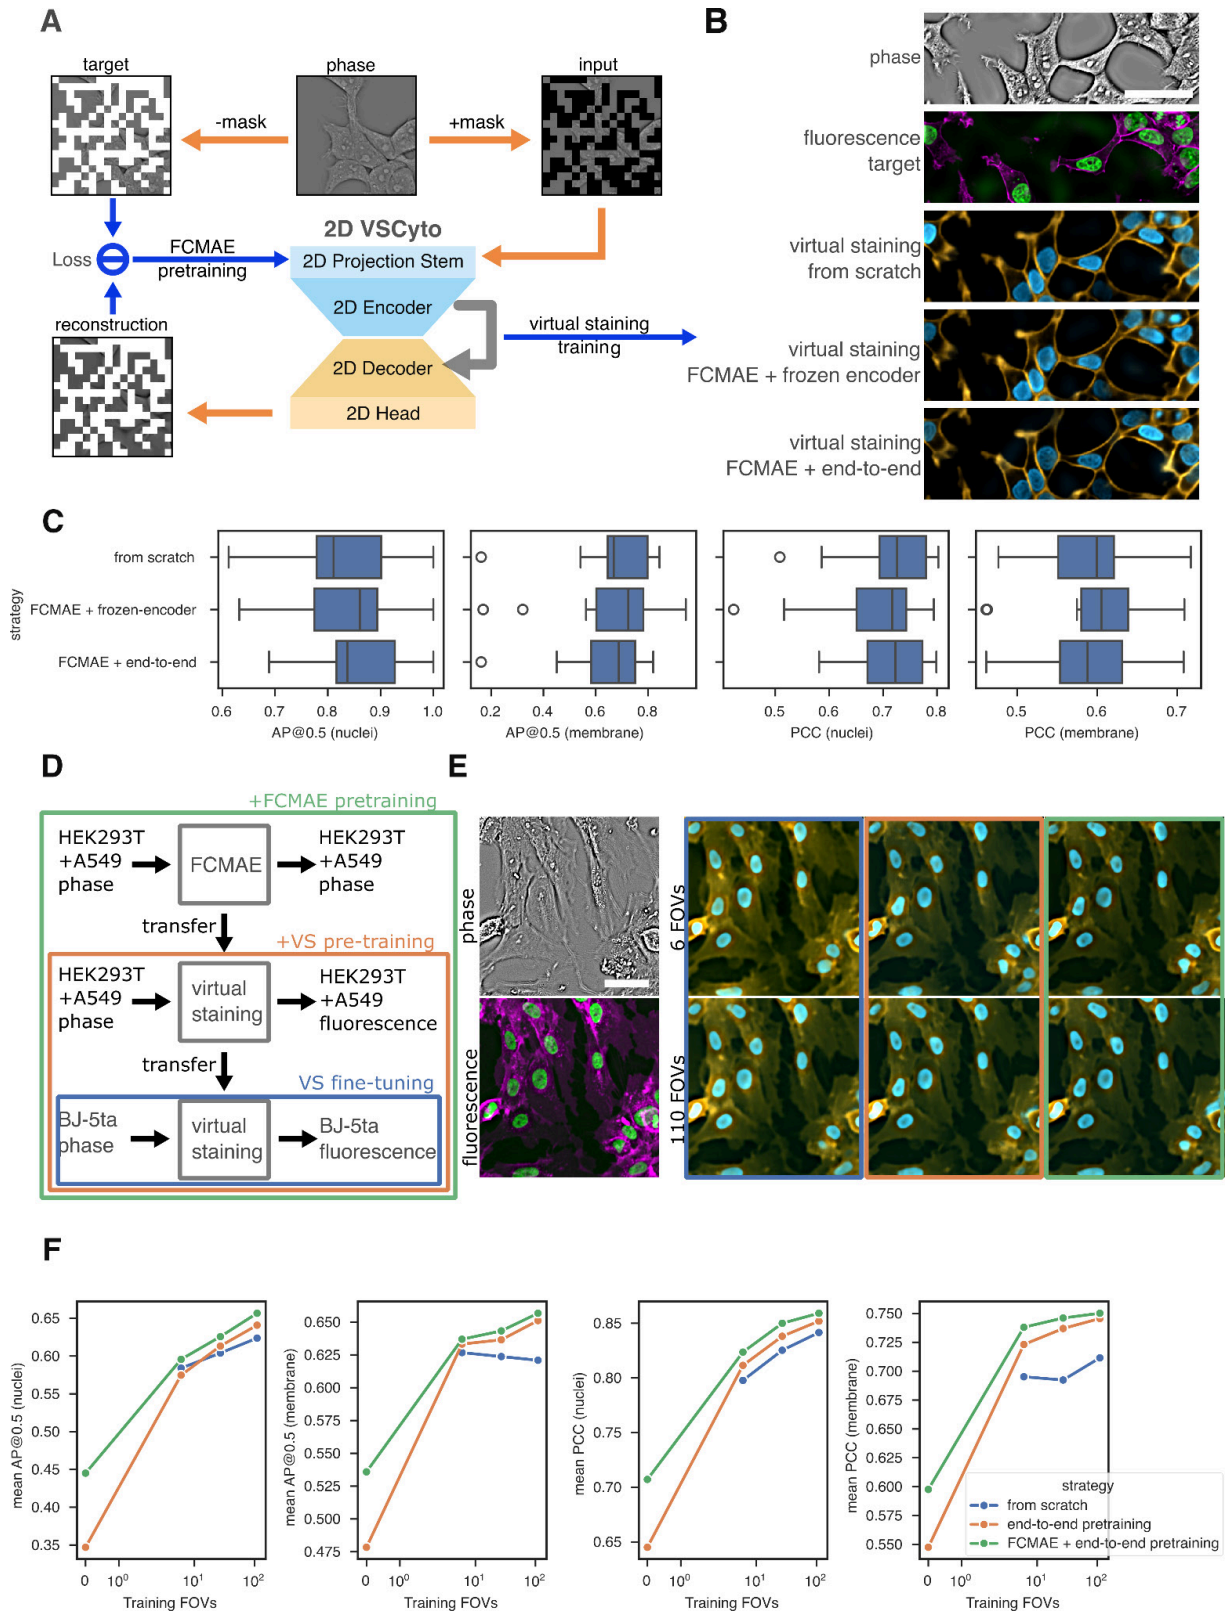 A
target
phase
input
-mask
+mask
2D VSCyto
Loss
FCMAE
pretraining
2D Projection Stem
2D Encoder
reconstruction
virtual staining
training
2D Decoder
2D Head
B
phase
fluorescence
target
virtual staining
from scratch
virtual staining
FCMAE + frozen encoder
virtual staining
FCMAE + end-to-end
C
strategy
from scratch
FCMAE + frozen-encoder
FCMAE + end-to-end
0.6 0.7 0.8 0.9 1.0
AP@0.5 (nuclei)
0.2 0.4 0.6 0.8
AP@0.5 (membrane)
0.5 0.6 0.7 0.8
PCC (nuclei)
0.5 0.6 0.7
PCC (membrane)
D
+FCMAE pretraining
HEK293T
+A549
phase
FCMAE
HEK293T
+A549
phase
transfer
+VS pre-training
HEK293T
+A549
phase
virtual
staining
HEK293T
+A549
fluorescence
transfer
VS fine-tuning
BJ-5ta
phase
virtual
staining
BJ-5ta
fluorescence
E
phase
fluorescence
6 FOVs
110 FOVs
F
mean AP@0.5 (nuclei)
0.65
0.60
0.55
0.50
0.45
0.40
0.35
0 10⁰ 10¹ 10²
Training FOVs
mean AP@0.5 (membrane)
0.650
0.625
0.600
0.575
0.550
0.525
0.500
0.475
0 10⁰ 10¹ 10²
Training FOVs
mean PCC (nuclei)
0.85
0.80
0.75
0.70
0.65
0 10⁰ 10¹ 10²
Training FOVs
mean PCC (membrane)
0.750
0.725
0.700
0.675
0.650
0.625
0.600
0.575
0.550
0 10⁰ 10¹ 10²
Training FOVs
strategy
from scratch
end-to-end pretraining
FCMAE + end-to-end pretraining